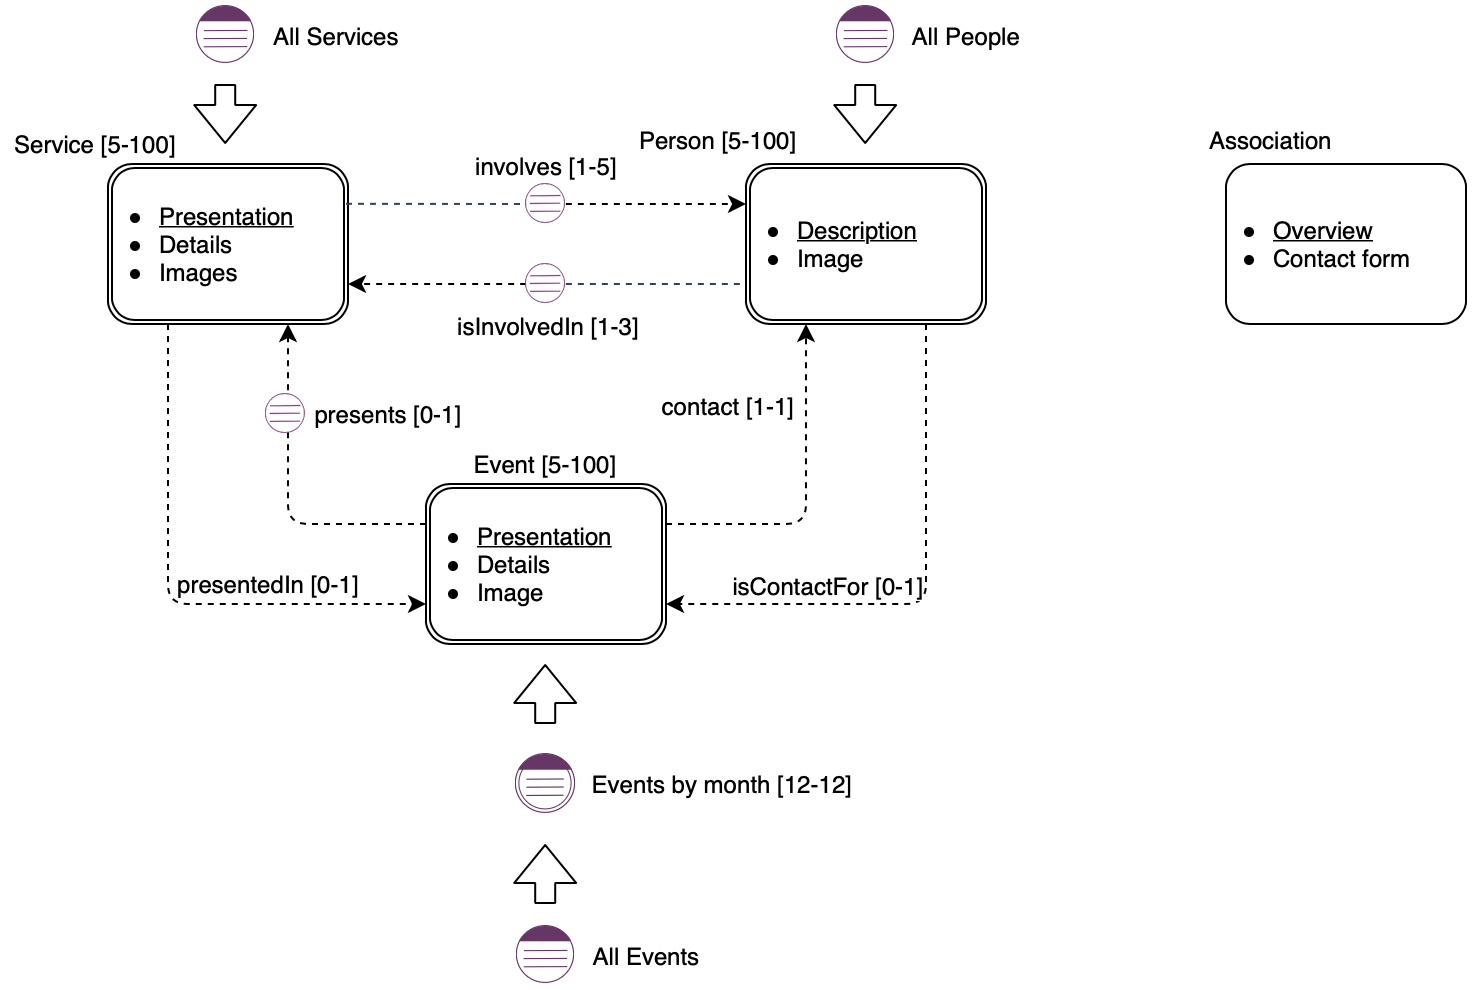 All Services
All People
Service [5-100]
Person [5-100]
Association
involves [1-5]
• Presentation
• Details
• Images
• Description
• Image
• Overview
• Contact form
isInvolvedIn [1-3]
presents [0-1]
contact [1-1]
Event [5-100]
• Presentation
• Details
• Image
presentedIn [0-1]
isContactFor [0-1]
Events by month [12-12]
All Events